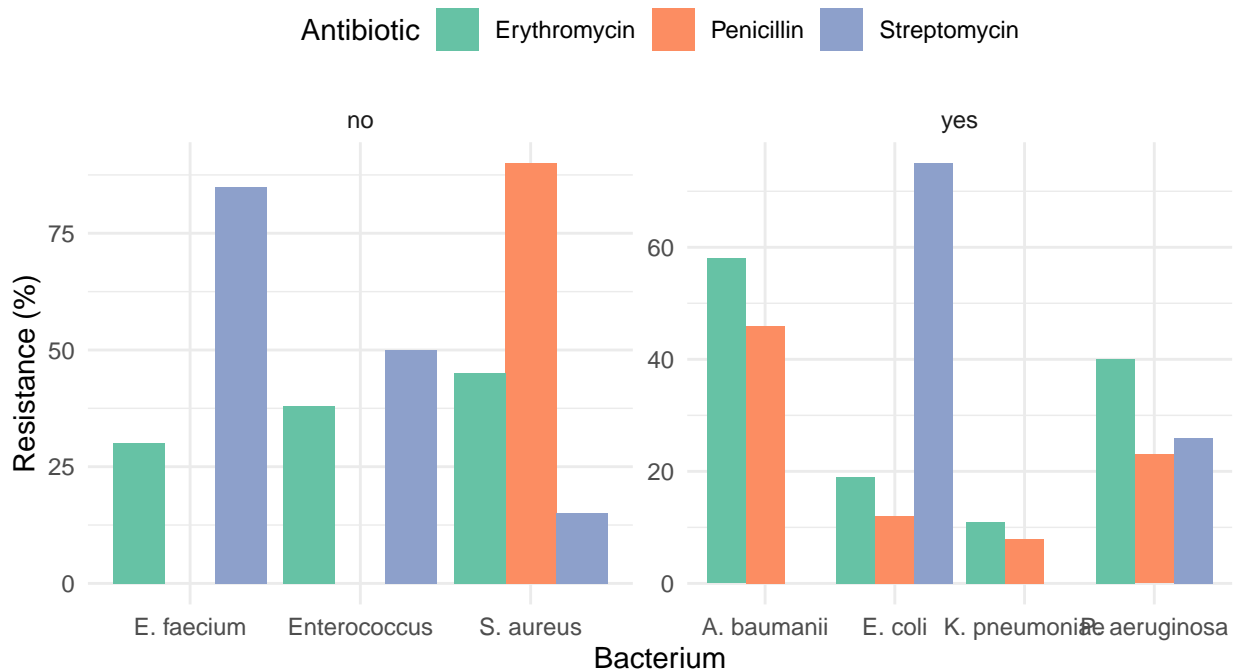 Antibiotic Erythromycin Penicillin Streptomycin
no
yes
Resistance (%)
75
50
25
0
60
40
20
0
E. faecium Enterococcus S. aureus
A. baumanii E. coli K. pneumoniae P. aeruginosa
Bacterium